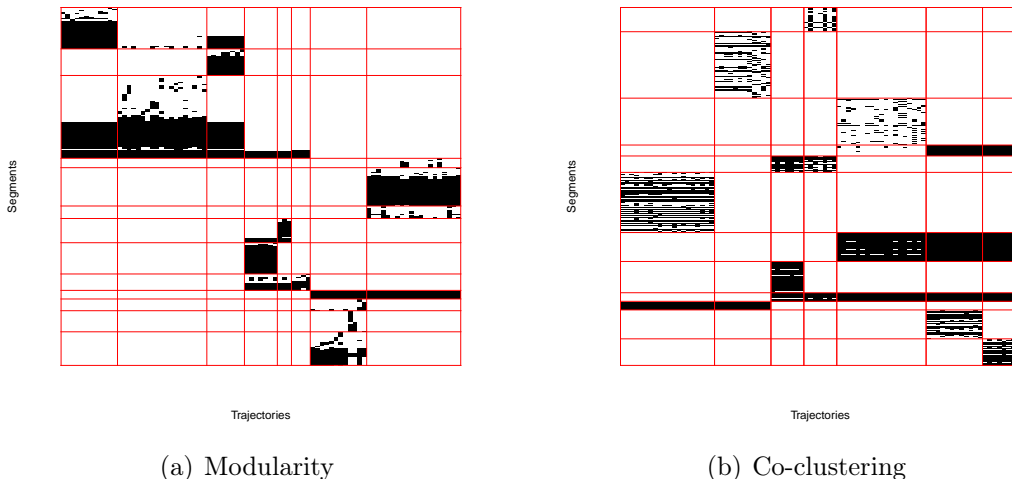 Segments
Trajectories
(a) Modularity
Segments
Trajectories
(b) Co-clustering